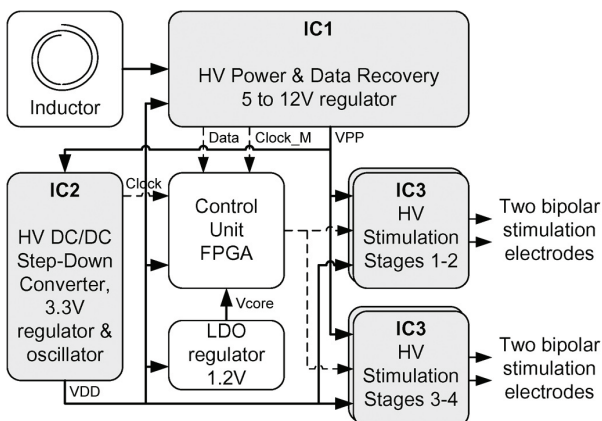 IC1
HV Power & Data Recovery
5 to 12V regulator
Inductor
Data
Clock_M
VPP
IC2
HV DC/DC
Step-Down
Converter,
3.3V
regulator &
oscillator
Clock
Control
Unit
FPGA
IC3
HV
Stimulation
Stages 1-2
Two bipolar
stimulation
electrodes
Vcore
LDO
regulator
1.2V
IC3
HV
Stimulation
Stages 3-4
Two bipolar
stimulation
electrodes
VDD